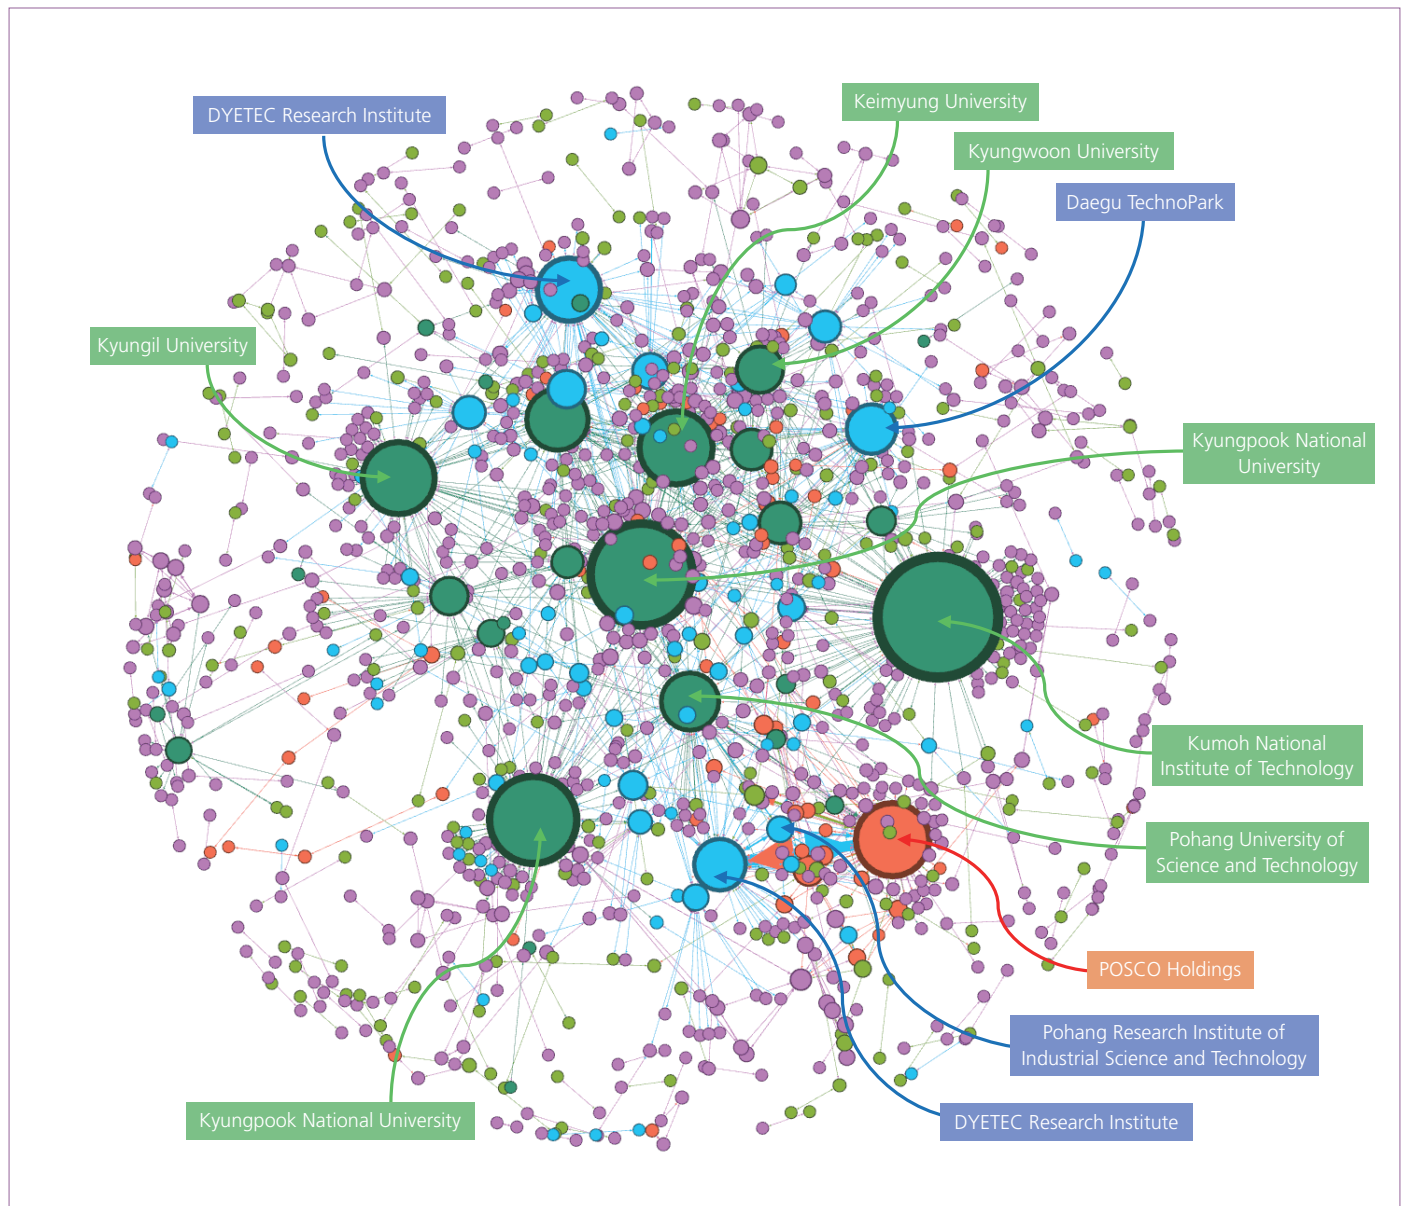 Keimyung University
DYETEC Research Institute
Kyungwoon University
Daegu TechnoPark
Kyungil University
Kyungpook National
University
Kumoh National
Institute of Technology
Pohang University of
Science and Technology
POSCO Holdings
Pohang Research Institute of
Industrial Science and Technology
Kyungpook National University
DYETEC Research Institute